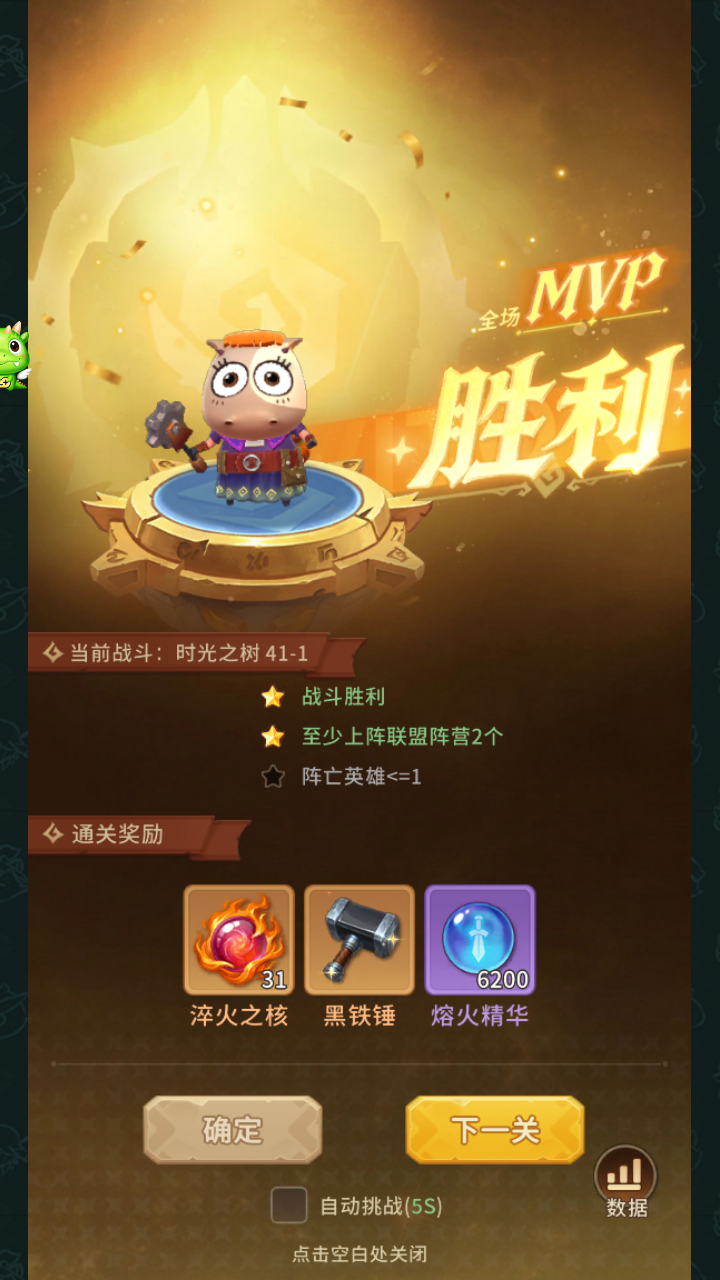 全场 MVP
胜利
当前战斗：时光之树 41-1
战斗胜利
至少上阵联盟阵营2个
阵亡英雄<=1
通关奖励
31
6200
淬火之核
黑铁锤
熔火精华
确定
下一关
自动挑战(5S)
数据
点击空白处关闭